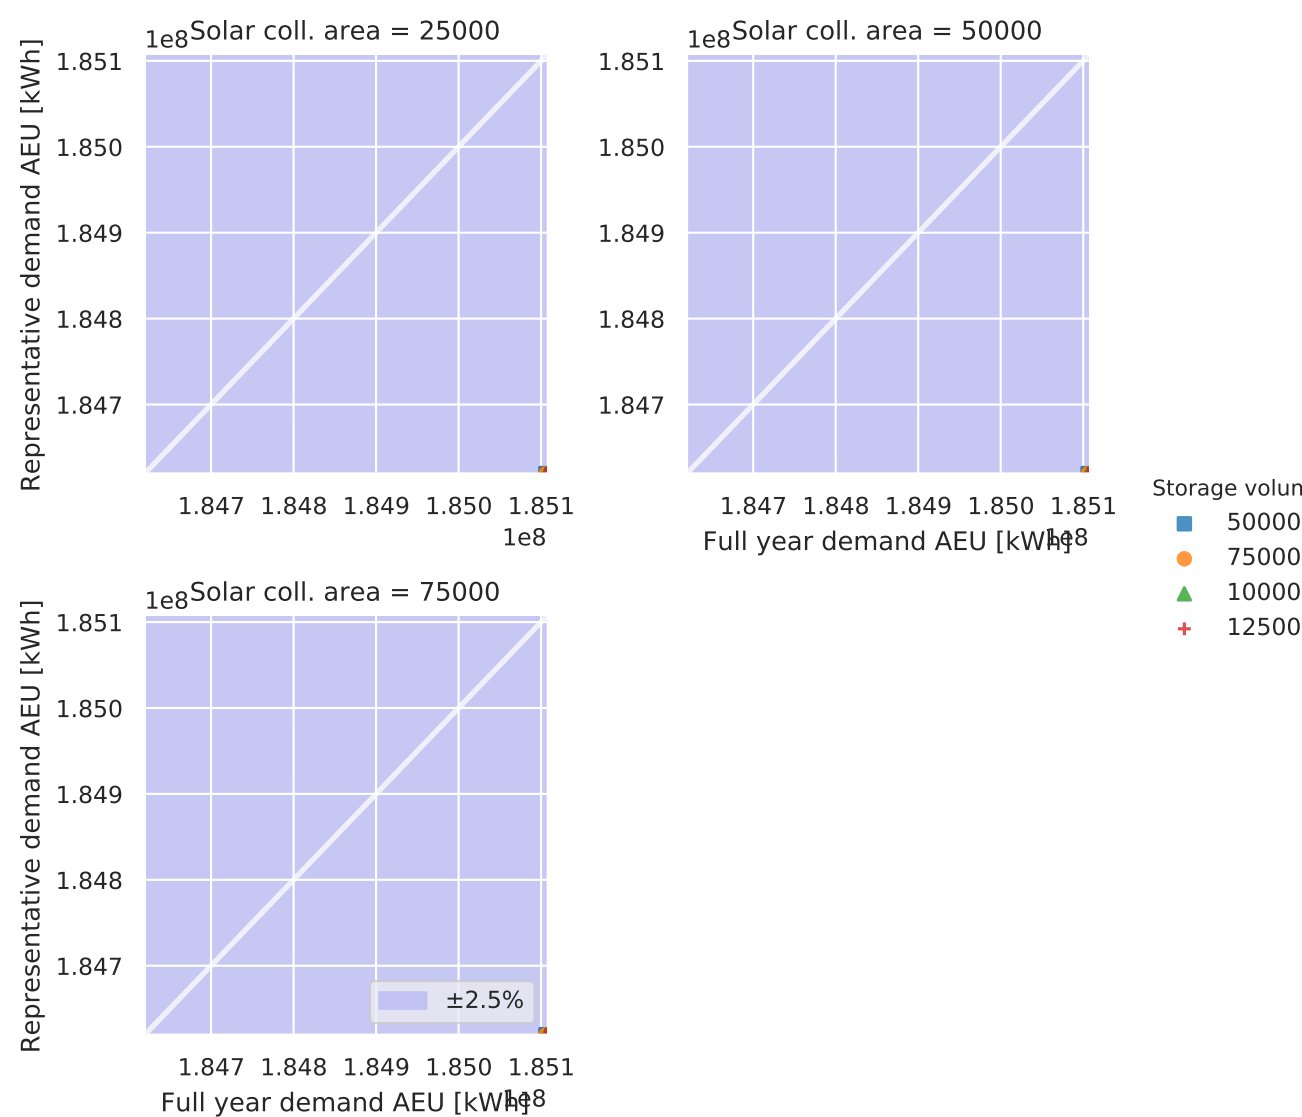 1e8 Solar coll. area = 25000
1e8 Solar coll. area = 50000
Representative demand AEU [kWh]
1.851
1.850
1.849
1.848
1.847
1.851
1.850
1.849
1.848
1.847
1.847 1.848 1.849 1.850 1.851
1e8
1.847 1.848 1.849 1.850 1.851
1e8
Full year demand AEU [kWh]
Storage volun
50000
75000
10000
12500
1e8 Solar coll. area = 75000
Representative demand AEU [kWh]
1.851
1.850
1.849
1.848
1.847
±2.5%
1.847 1.848 1.849 1.850 1.851
1e8
Full year demand AEU [kWh]